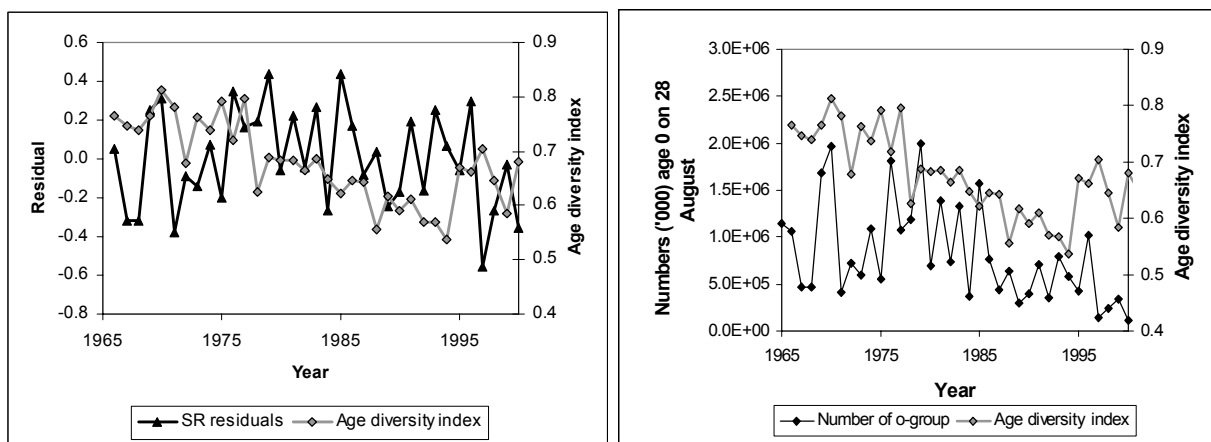 0.6
0.4
0.2
0.0
-0.2
-0.4
-0.6
-0.8
Residual
0.9
0.8
0.7
0.6
0.5
0.4
Age diversity index
1965
1975
1985
1995
Year
SR residuals
Age diversity index
3.0E+06
2.5E+06
2.0E+06
1.5E+06
1.0E+06
5.0E+05
0.0E+00
Numbers ('000) age 0 on 28
August
0.9
0.8
0.7
0.6
0.5
0.4
Age diversity index
1965
1975
1985
1995
Year
Number of o-group
Age diversity index